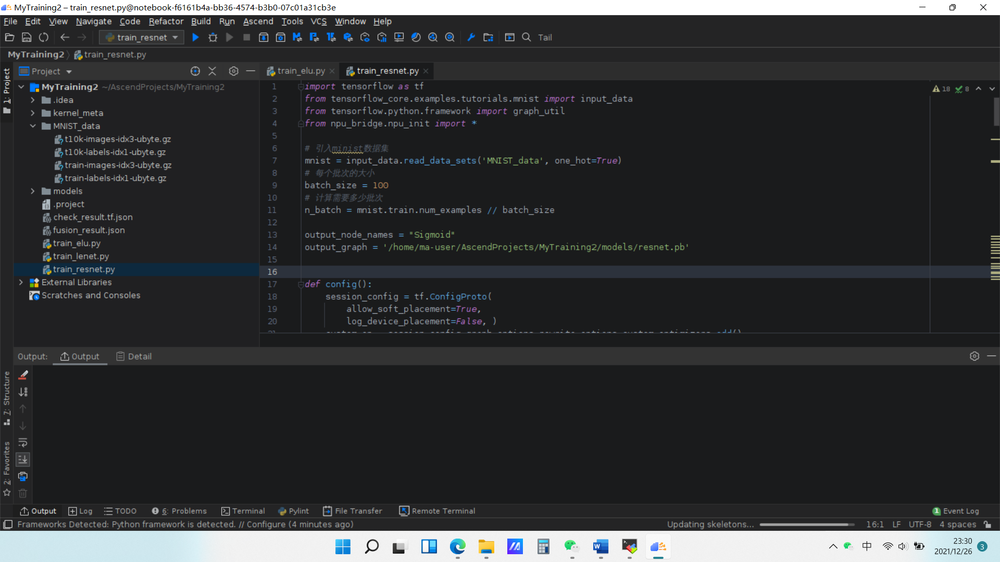 MyTraining2 – train_resnet.py@notebook-f6161b4a-bb36-4574-b3b0-07c01a31cb3e
File Edit View Navigate Code Refactor Build Run Ascend Tools VCS Window Help
train_resnet
Tail
MyTraining2 train_resnet.py
1: Project
Project
MyTraining2 ~/AscendProjects/MyTraining2
.idea
kernel_meta
MNIST_data
t10k-images-idx3-ubyte.gz
t10k-labels-idx1-ubyte.gz
train-images-idx3-ubyte.gz
train-labels-idx1-ubyte.gz
models
.project
check_result.tf.json
fusion_result.json
train_elu.py
train_lenet.py
train_resnet.py
External Libraries
Scratches and Consoles
train_elu.py train_resnet.py
18 8
1 import tensorflow as tf
2 from tensorflow_core.examples.tutorials.mnist import input_data
3 from tensorflow.python.framework import graph_util
4 from npu_bridge.npu_init import *
5
6 # 引入minist数据集
7 mnist = input_data.read_data_sets('MNIST_data', one_hot=True)
8 # 每个批次的大小
9 batch_size = 100
10 # 计算需要多少批次
11 n_batch = mnist.train.num_examples // batch_size
12
13 output_node_names = "Sigmoid"
14 output_graph = '/home/ma-user/AscendProjects/MyTraining2/models/resnet.pb'
15
16
17 def config():
18 session_config = tf.ConfigProto(
19 allow_soft_placement=True,
20 log_device_placement=False, )
Output: Output Detail
7: Structure
2: Favorites
Output Log TODO 6: Problems Terminal Pylint File Transfer Remote Terminal 1 Event Log
Frameworks Detected: Python framework is detected. // Configure (4 minutes ago) Updating skeletons... 16:1 LF UTF-8 4 spaces
中
23:30
2021/12/26
3